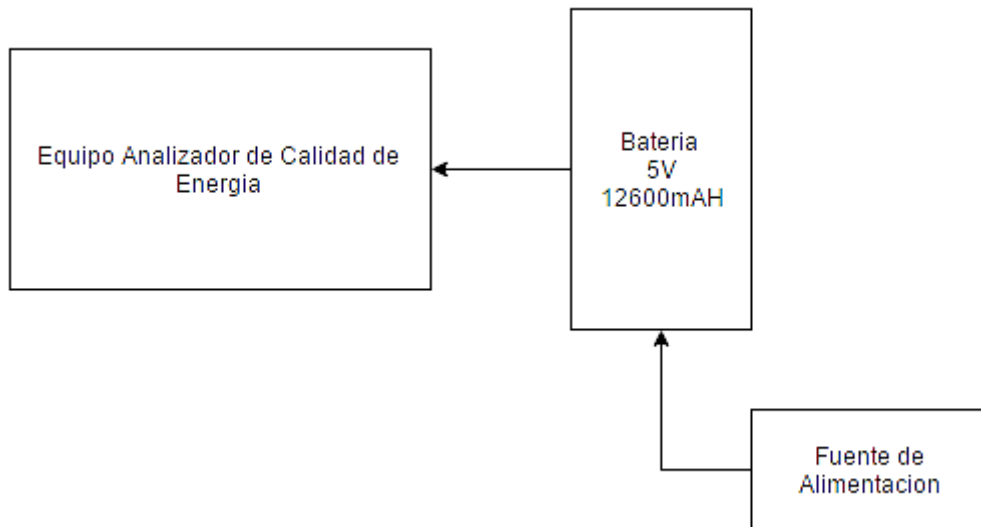 Equipo Analizador de Calidad de
Energia
Bateria
5V
12600mAH
Fuente de
Alimentacion